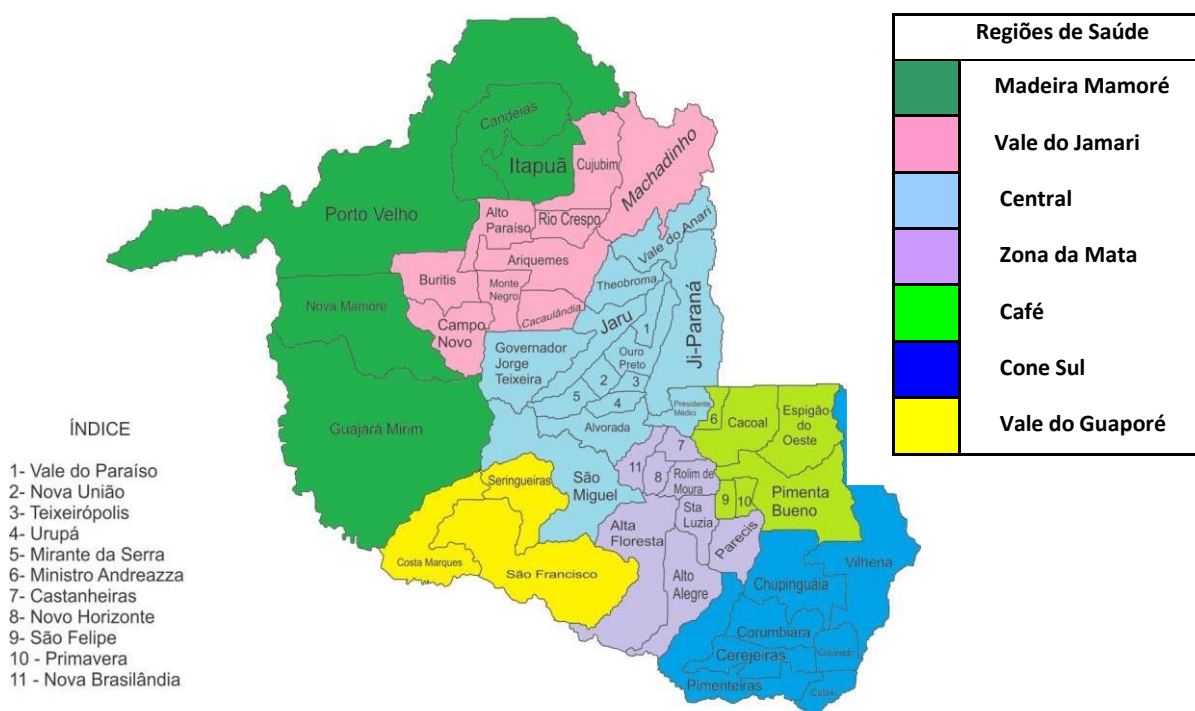 Regiões de Saúde
Madeira Mamoré
Vale do Jamari
Central
Zona da Mata
Café
Cone Sul
Vale do Guaporé
Candeias
Itapuã
Cujubim
Machadinho
Porto Velho
Alto
Paraíso
Rio Crespo
Vale do Anari
Ariquemes
Buritis
Monte
Negro
Theobroma
Nova Mamoré
Cacaulândia
Campo
Novo
Jaru
1
Ji-Paraná
Governador
Jorge
Teixeira
Ouro
Preto
2
3
5
4
Presidente
Médici
6
Cacoal
Espigão
do
Oeste
Guajará Mirim
Alvorada
7
11
8
Rolim de
Moura
Seringueiras
São
Miguel
9
10
Pimenta
Bueno
Sta
Luzia
Alta
Floresta
Parecis
Costa Marques
São Francisco
Alto
Alegre
Vilhena
Chupinguaia
Corumbiara
Cerejeiras
Pimenteiras
ÍNDICE
1- Vale do Paraíso
2- Nova União
3- Teixeirópolis
4- Urupá
5- Mirante da Serra
6- Ministro Andreazza
7- Castanheiras
8- Novo Horizonte
9- São Felipe
10 - Primavera
11 - Nova Brasilândia